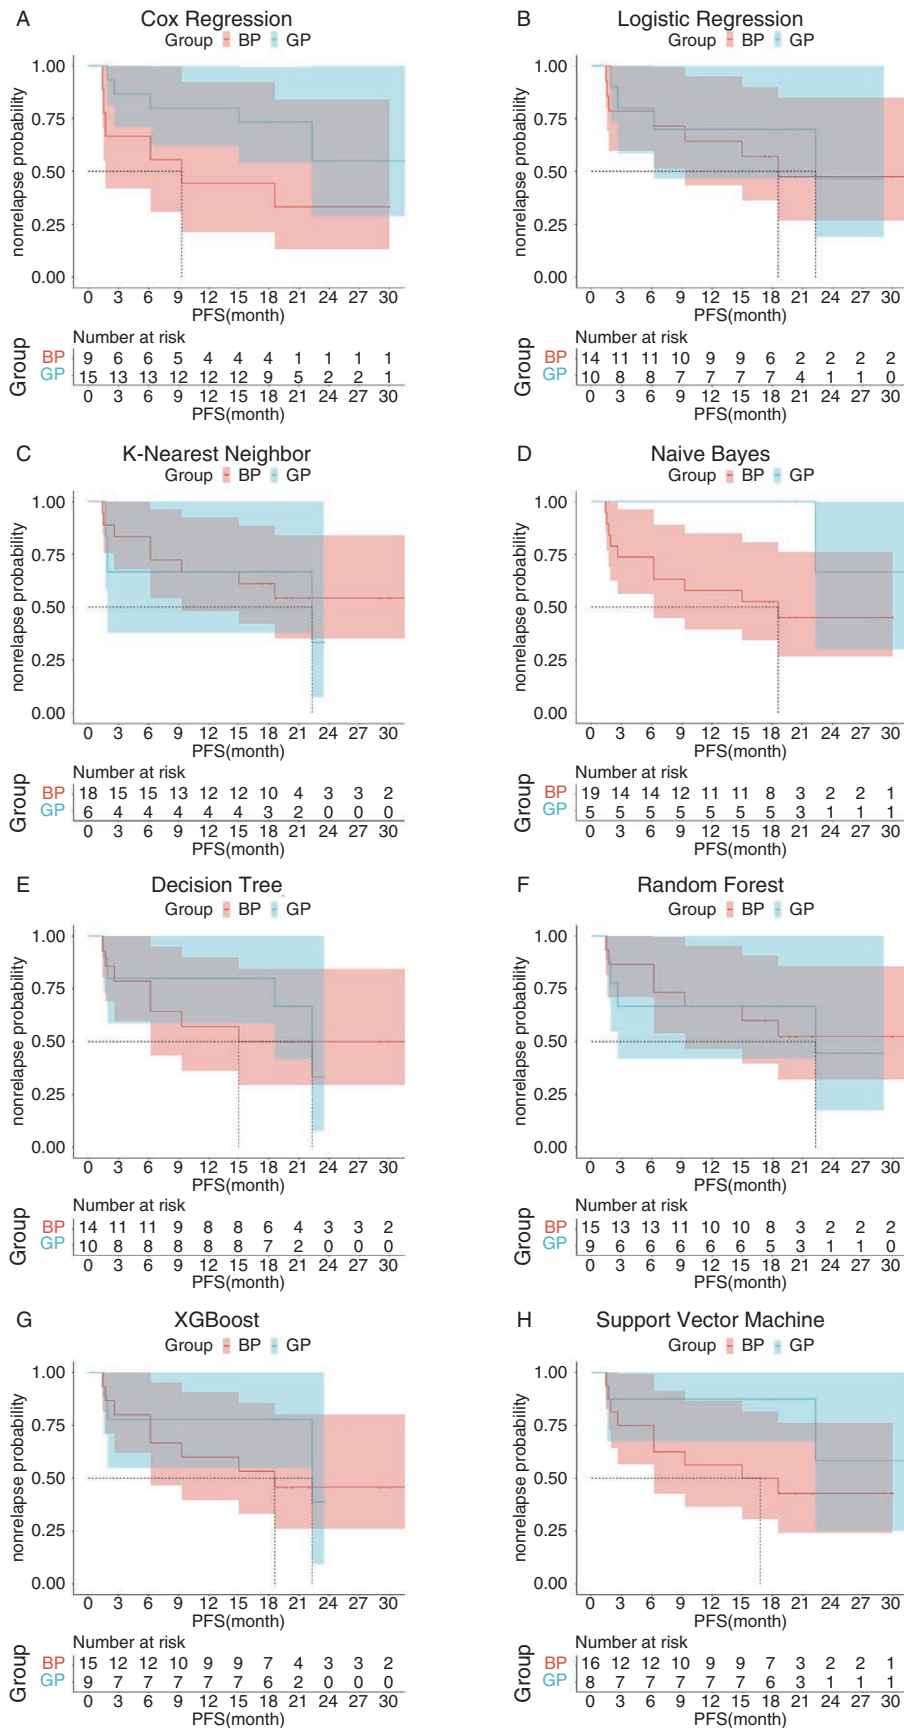 A
Cox Regression
Group BP GP
nonrelapse probability
1.00
0.75
0.50
0.25
0.00
0 3 6 9 12 15 18 21 24 27 30
PFS(month)
Number at risk
Group
BP 9 6 6 5 4 4 4 1 1 1 1
GP 15 13 13 12 12 12 9 5 2 2 1
0 3 6 9 12 15 18 21 24 27 30
PFS(month)
B
Logistic Regression
Group BP GP
nonrelapse probability
1.00
0.75
0.50
0.25
0.00
0 3 6 9 12 15 18 21 24 27 30
PFS(month)
Number at risk
Group
BP 14 11 11 10 9 9 6 2 2 2 2
GP 10 8 8 7 7 7 7 4 1 1 0
0 3 6 9 12 15 18 21 24 27 30
PFS(month)
C
K-Nearest Neighbor
Group BP GP
nonrelapse probability
1.00
0.75
0.50
0.25
0.00
0 3 6 9 12 15 18 21 24 27 30
PFS(month)
Number at risk
Group
BP 18 15 15 13 12 12 10 4 3 3 2
GP 6 4 4 4 4 4 3 2 0 0 0
0 3 6 9 12 15 18 21 24 27 30
PFS(month)
D
Naive Bayes
Group BP GP
nonrelapse probability
1.00
0.75
0.50
0.25
0.00
0 3 6 9 12 15 18 21 24 27 30
PFS(month)
Number at risk
Group
BP 19 14 14 12 11 11 8 3 2 2 1
GP 5 5 5 5 5 5 5 3 1 1 1
0 3 6 9 12 15 18 21 24 27 30
PFS(month)
E
Decision Tree
Group BP GP
nonrelapse probability
1.00
0.75
0.50
0.25
0.00
0 3 6 9 12 15 18 21 24 27 30
PFS(month)
Number at risk
Group
BP 14 11 11 9 8 8 6 4 3 3 2
GP 10 8 8 8 8 8 7 2 0 0 0
0 3 6 9 12 15 18 21 24 27 30
PFS(month)
F
Random Forest
Group BP GP
nonrelapse probability
1.00
0.75
0.50
0.25
0.00
0 3 6 9 12 15 18 21 24 27 30
PFS(month)
Number at risk
Group
BP 15 13 13 11 10 10 8 3 2 2 2
GP 9 6 6 6 6 6 5 3 1 1 0
0 3 6 9 12 15 18 21 24 27 30
PFS(month)
G
XGBoost
Group BP GP
nonrelapse probability
1.00
0.75
0.50
0.25
0.00
0 3 6 9 12 15 18 21 24 27 30
PFS(month)
Number at risk
Group
BP 15 12 12 10 9 9 7 4 3 3 2
GP 9 7 7 7 7 7 6 2 0 0 0
0 3 6 9 12 15 18 21 24 27 30
PFS(month)
H
Support Vector Machine
Group BP GP
nonrelapse probability
1.00
0.75
0.50
0.25
0.00
0 3 6 9 12 15 18 21 24 27 30
PFS(month)
Number at risk
Group
BP 16 12 12 10 9 9 7 3 2 2 1
GP 8 7 7 7 7 7 6 3 1 1 1
0 3 6 9 12 15 18 21 24 27 30
PFS(month)